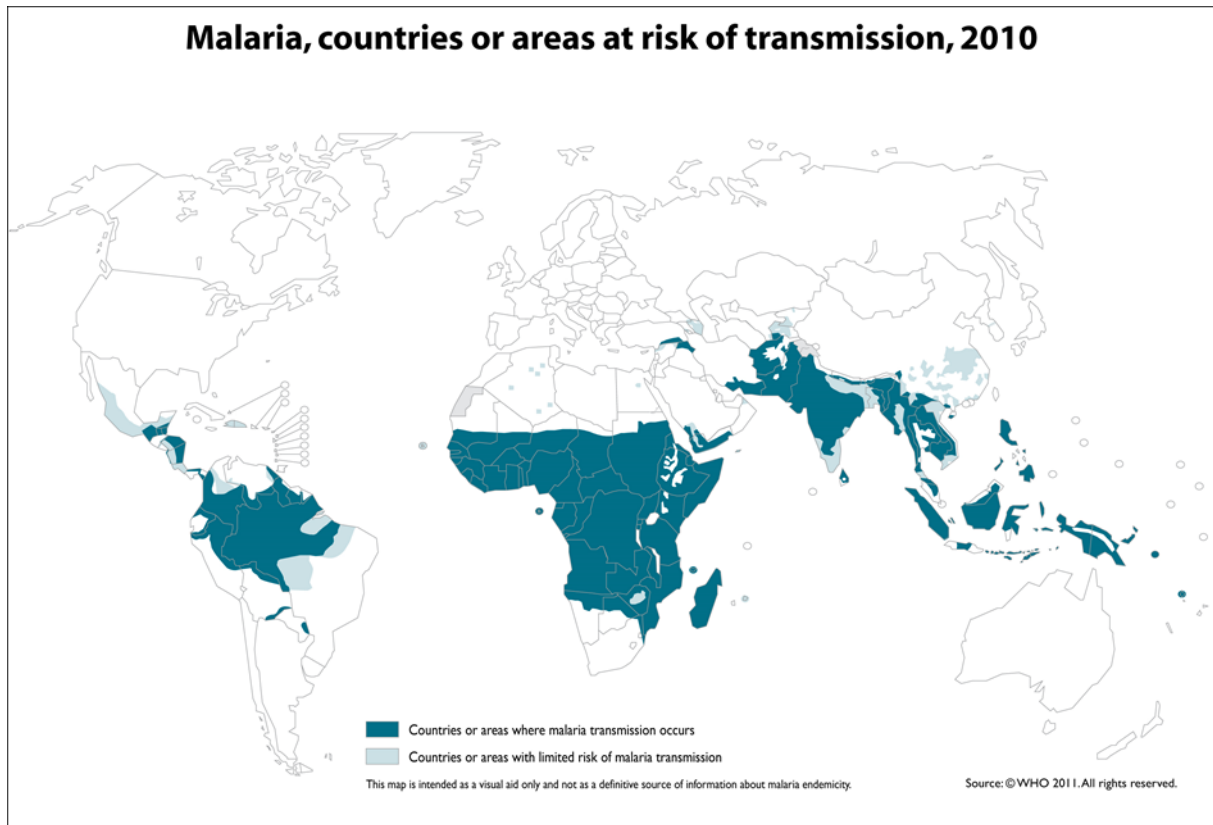 Malaria, countries or areas at risk of transmission, 2010
Countries or areas where malaria transmission occurs
Countries or areas with limited risk of malaria transmission
This map is intended as a visual aid only and not as a definitive source of information about malaria endemicity.
Source: © WHO 2011. All rights reserved.